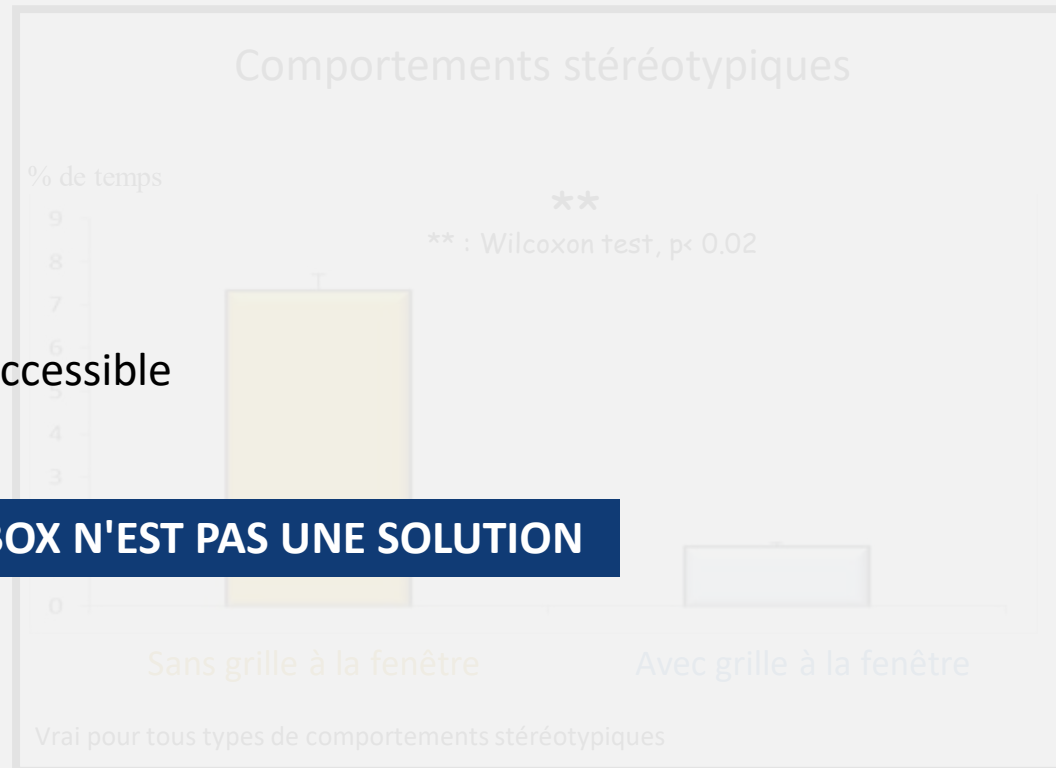 Comportements stéréotypiques
% de temps
**
** : Wilcoxon test, p< 0.02
9
8
7
6
ccessible
5
4
3
BOX N'EST PAS UNE SOLUTION
0
Sans grille à la fenêtre
Avec grille à la fenêtre
Vrai pour tous types de comportements stéréotypiques